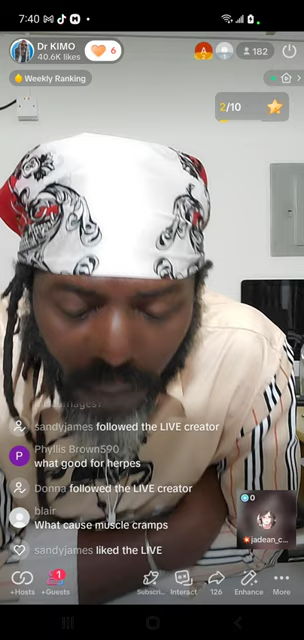 7:40
Dr KIMO
40.6K likes
6
182
Weekly Ranking
2/10
sandyjames followed the LIVE creator
Phyllis Brown590
what good for herpes
Donna followed the LIVE creator
blair
What cause muscle cramps
sandyjames liked the LIVE
0
jadean_c...
+Hosts
1
+Guests
Subscri...
Interact
126
Enhance
More